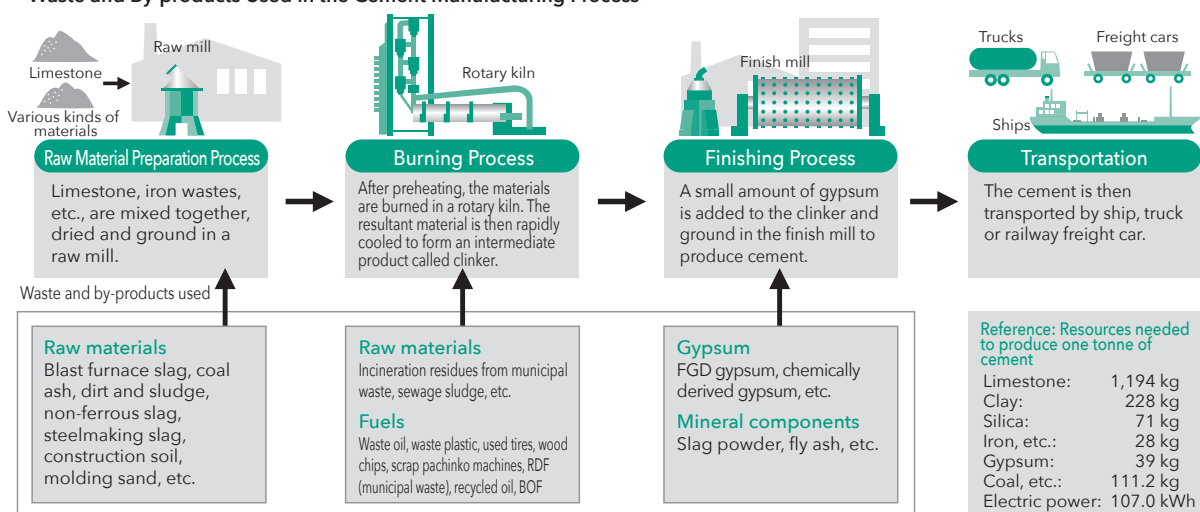 Waste and By-products Used in the Cement Manufacturing Process
Limestone
Various kinds of
materials
Raw mill
Raw Material Preparation Process
Limestone, iron wastes,
etc., are mixed together,
dried and ground in a
raw mill.
Rotary kiln
Burning Process
After preheating, the materials
are burned in a rotary kiln. The
resultant material is then rapidly
cooled to form an intermediate
product called clinker.
Finish mill
Finishing Process
A small amount of gypsum
is added to the clinker and
ground in the finish mill to
produce cement.
Trucks
Freight cars
Ships
Transportation
The cement is then
transported by ship, truck
or railway freight car.
Waste and by-products used
Raw materials
Blast furnace slag, coal
ash, dirt and sludge,
non-ferrous slag,
steelmaking slag,
construction soil,
molding sand, etc.
Raw materials
Incineration residues from municipal
waste, sewage sludge, etc.
Fuels
Waste oil, waste plastic, used tires, wood
chips, scrap pachinko machines, RDF
(municipal waste), recycled oil, BOF
Gypsum
FGD gypsum, chemically
derived gypsum, etc.
Mineral components
Slag powder, fly ash, etc.
Reference: Resources needed
to produce one tonne of
cement
Limestone: 1,194 kg
Clay: 228 kg
Silica: 71 kg
Iron, etc.: 28 kg
Gypsum: 39 kg
Coal, etc.: 111.2 kg
Electric power: 107.0 kWh